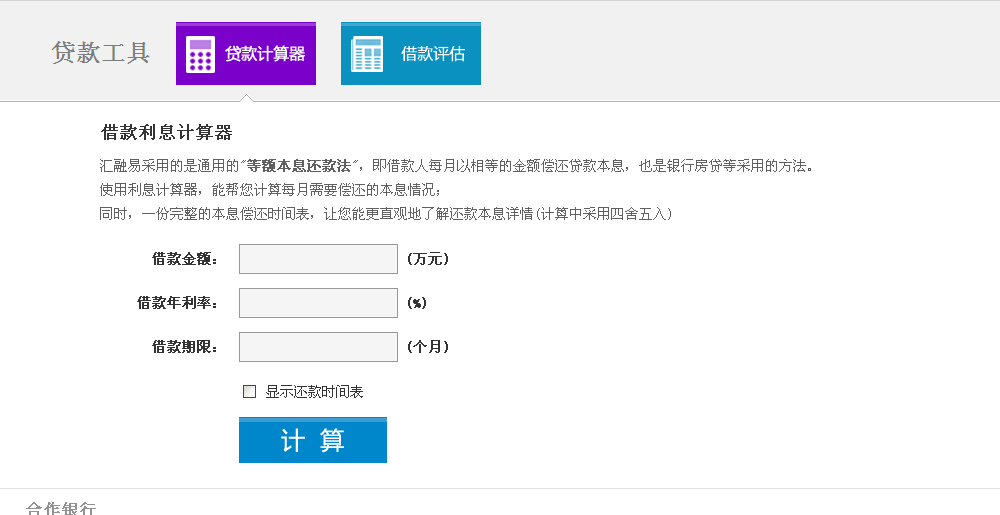 贷款工具
贷款计算器
借款评估
借款利息计算器
汇融易采用的是通用的"等额本息还款法"，即借款人每月以相等的金额偿还贷款本息，也是银行房贷等采用的方法。
使用利息计算器，能帮您计算每月需要偿还的本息情况；
同时，一份完整的本息偿还时间表，让您能更直观地了解还款本息详情(计算中采用四舍五入)
借款金额： (万元)
借款年利率： (%)
借款期限： (个月)
显示还款时间表
计 算
合作银行